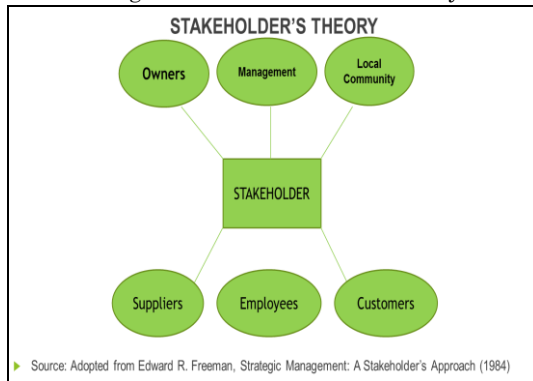 STAKEHOLDER'S THEORY
Owners
Management
Local
Community
STAKEHOLDER
Suppliers
Employees
Customers
Source: Adopted from Edward R. Freeman, Strategic Management: A Stakeholder's Approach (1984)